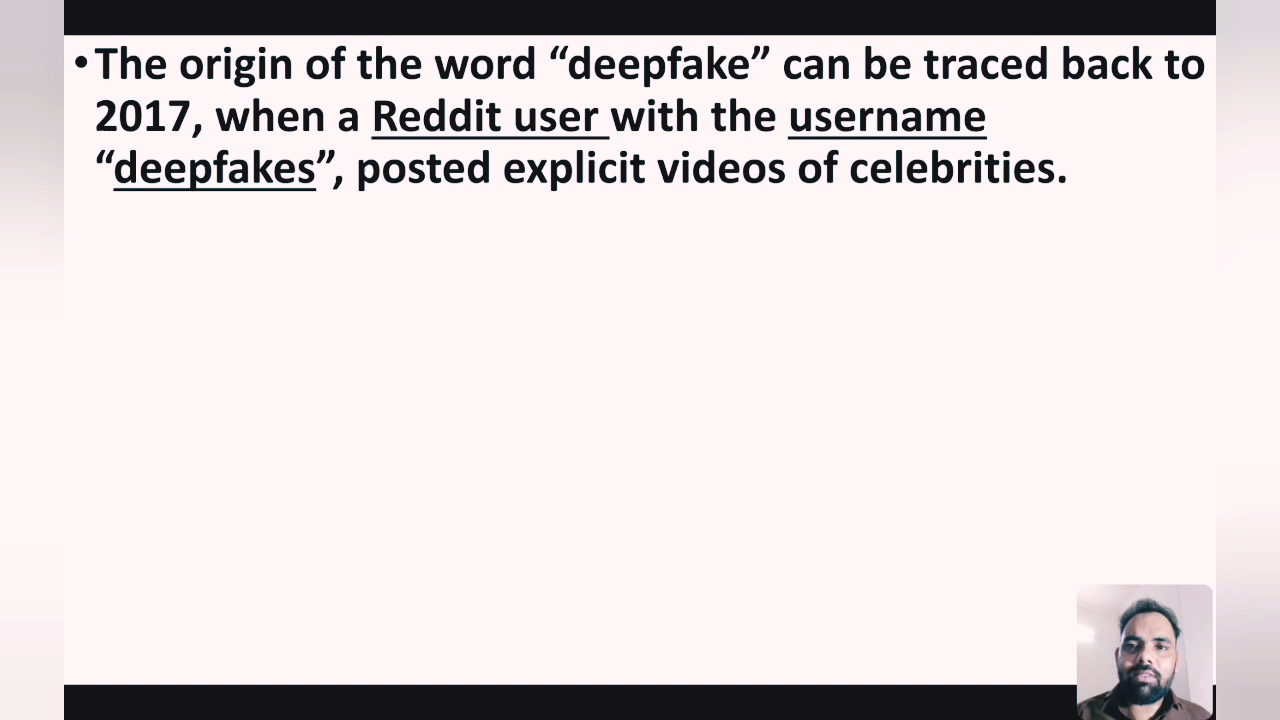 •The origin of the word “deepfake” can be traced back to
2017, when a Reddit user with the username
“deepfakes”, posted explicit videos of celebrities.